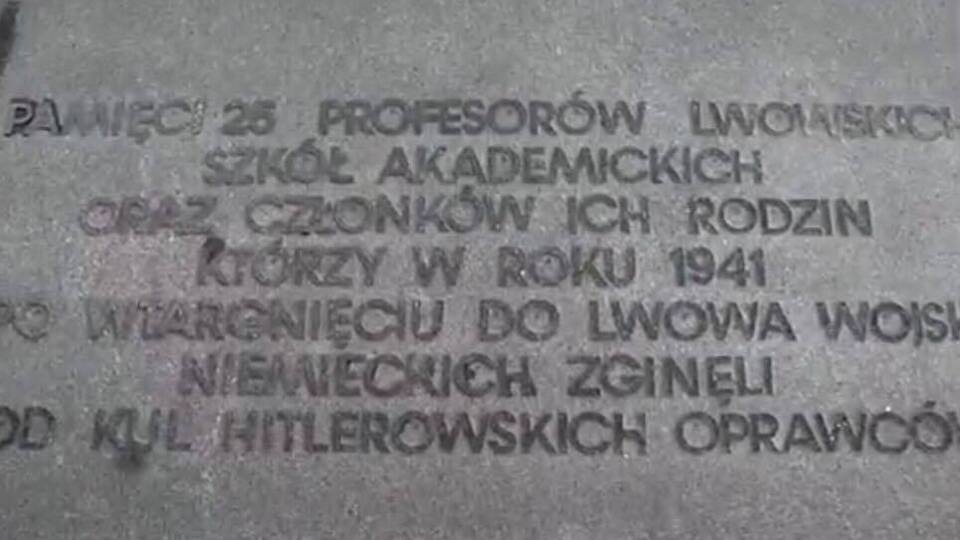 PAMIĘCI 25 PROFESORÓW LWOWSKICH
SZKÓŁ AKADEMICKICH
ORAZ CZŁONKÓW ICH RODZIN
KTÓRZY W ROKU 1941
PO WTARGNIĘCIU DO LWOWA WOJSK
NIEMIECKICH ZGINĘLI
OD KUL HITLEROWSKICH OPRAWCÓW